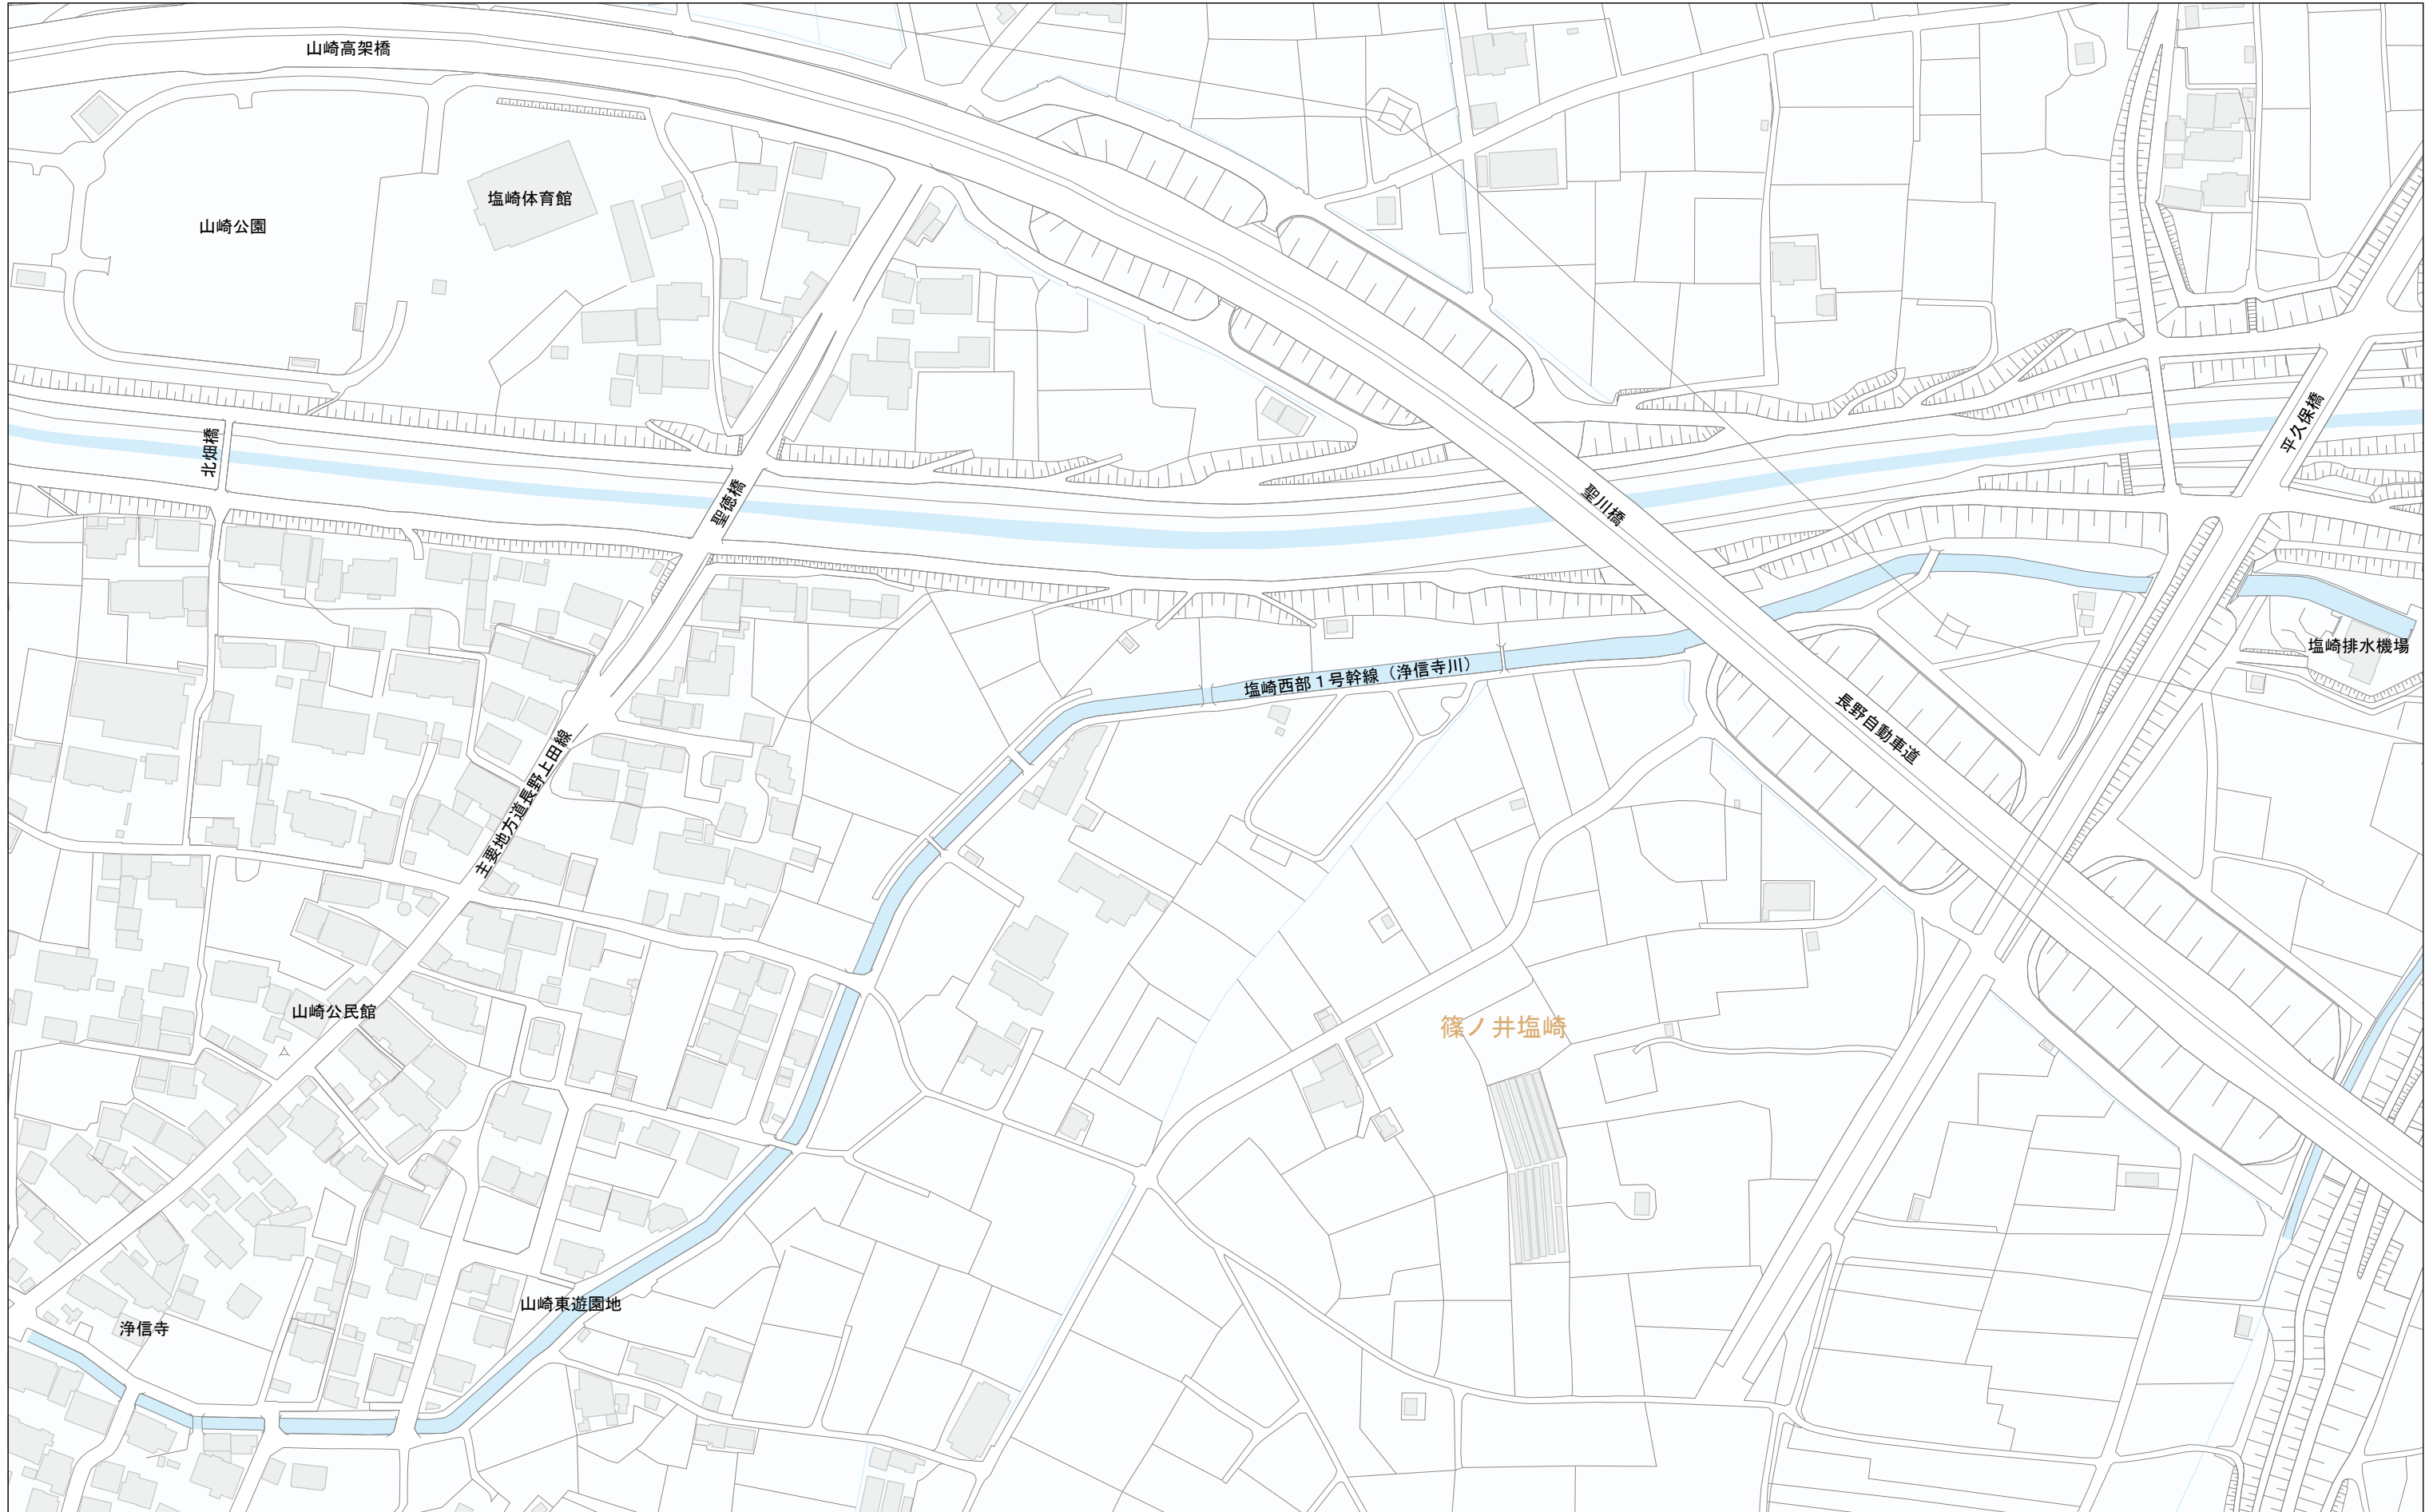 山崎高架橋
塩崎体育館
山崎公園
平久保橋
北畑橋
聖徳橋
聖川橋
塩崎排水機場
塩崎西部1号幹線（浄信寺川）
長野自動車道
主要地方道長野上田線
山崎公民館
篠ノ井塩崎
山崎東遊園地
浄信寺